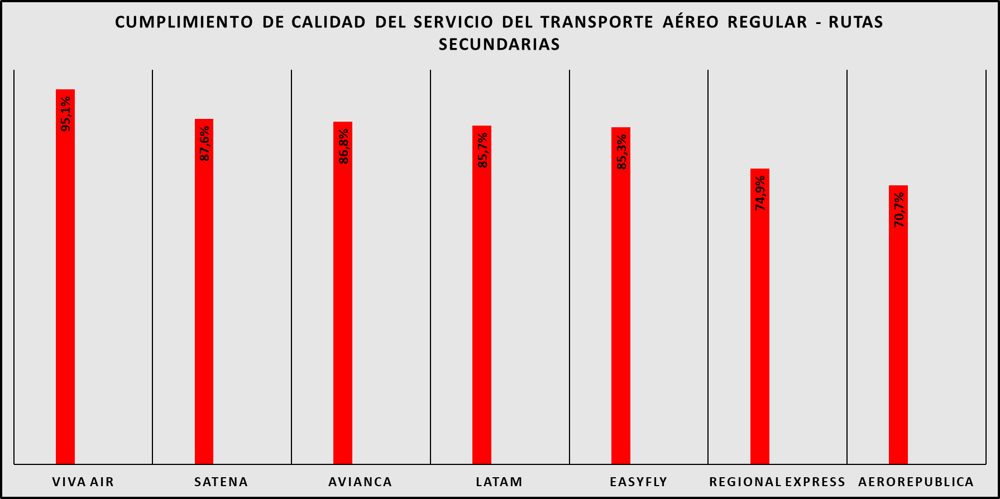 CUMPLIMIENTO DE CALIDAD DEL SERVICIO DEL TRANSPORTE AÉREO REGULAR - RUTAS
SECUNDARIAS
95,1%
87,6%
86,8%
85,7%
85,3%
74,9%
70,7%
VIVA AIR
SATENA
AVIANCA
LATAM
EASYFLY
REGIONAL EXPRESS
AEROREPUBLICA